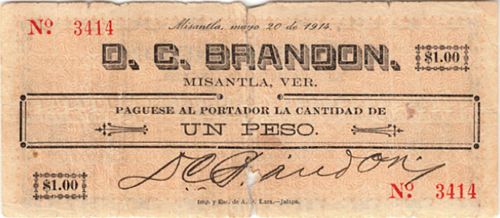 No. 3414
Misantla, mayo 20 de 1914.
D. C. BRANDON.
$1.00
MISANTLA, VER.
PAGUESE AL PORTADOR LA CANTIDAD DE
UN PESO.
D C Brandon
$1.00
No. 3414
Imp. y Enc. de A. D. Lara.—Jalapa.